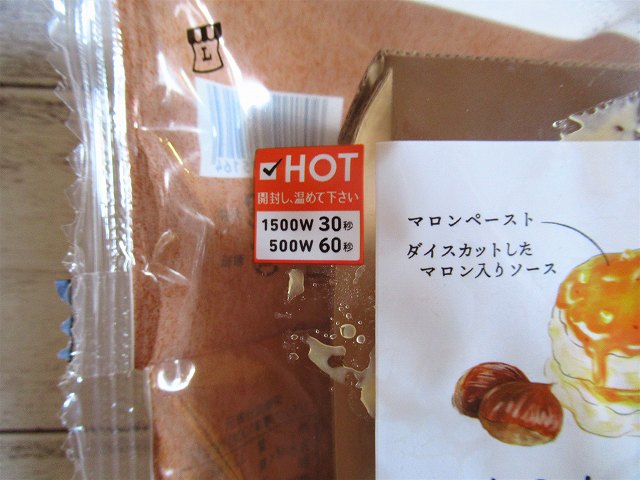 L
HOT
開封し、温めて下さい
1500W 30秒
500W 60秒
マロンペースト
ダイスカットした
マロン入りソース